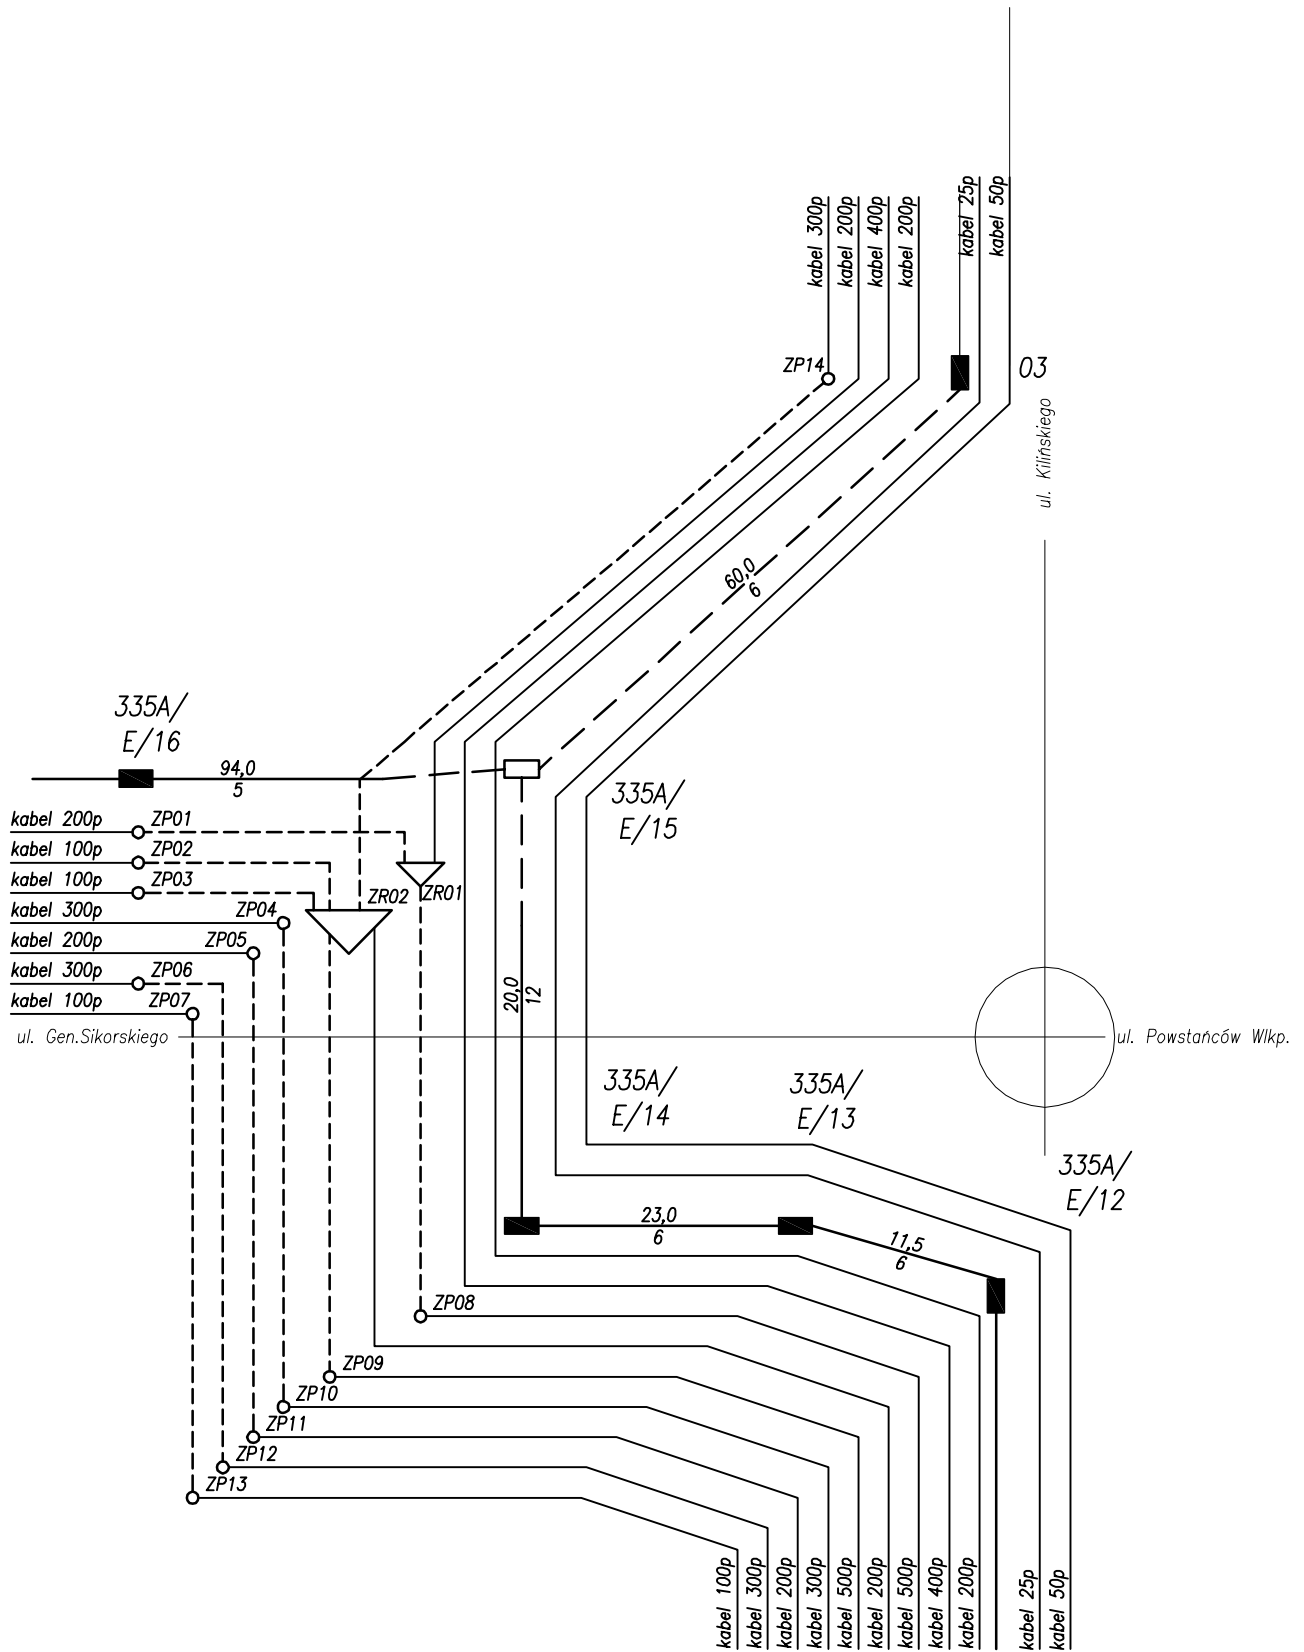 kabel 300p
kabel 200p
kabel 400p
kabel 200p
kabel 25p
kabel 50p
ZP14
03
ul. Kilińskiego
60,0
6
335A/
E/16
94,0
5
335A/
E/15
kabel 200p
ZP01
kabel 100p
ZP02
kabel 100p
ZP03
ZR02
ZR01
kabel 300p
ZP04
kabel 200p
ZP05
kabel 300p
ZP06
kabel 100p
ZP07
20,0
12
ul. Gen.Sikorskiego
ul. Powstańców Wlkp.
335A/
E/14
335A/
E/13
335A/
E/12
23,0
6
11,5
6
ZP08
ZP09
ZP10
ZP11
ZP12
ZP13
kabel 100p
kabel 300p
kabel 200p
kabel 300p
kabel 500p
kabel 200p
kabel 500p
kabel 400p
kabel 200p
kabel 25p
kabel 50p